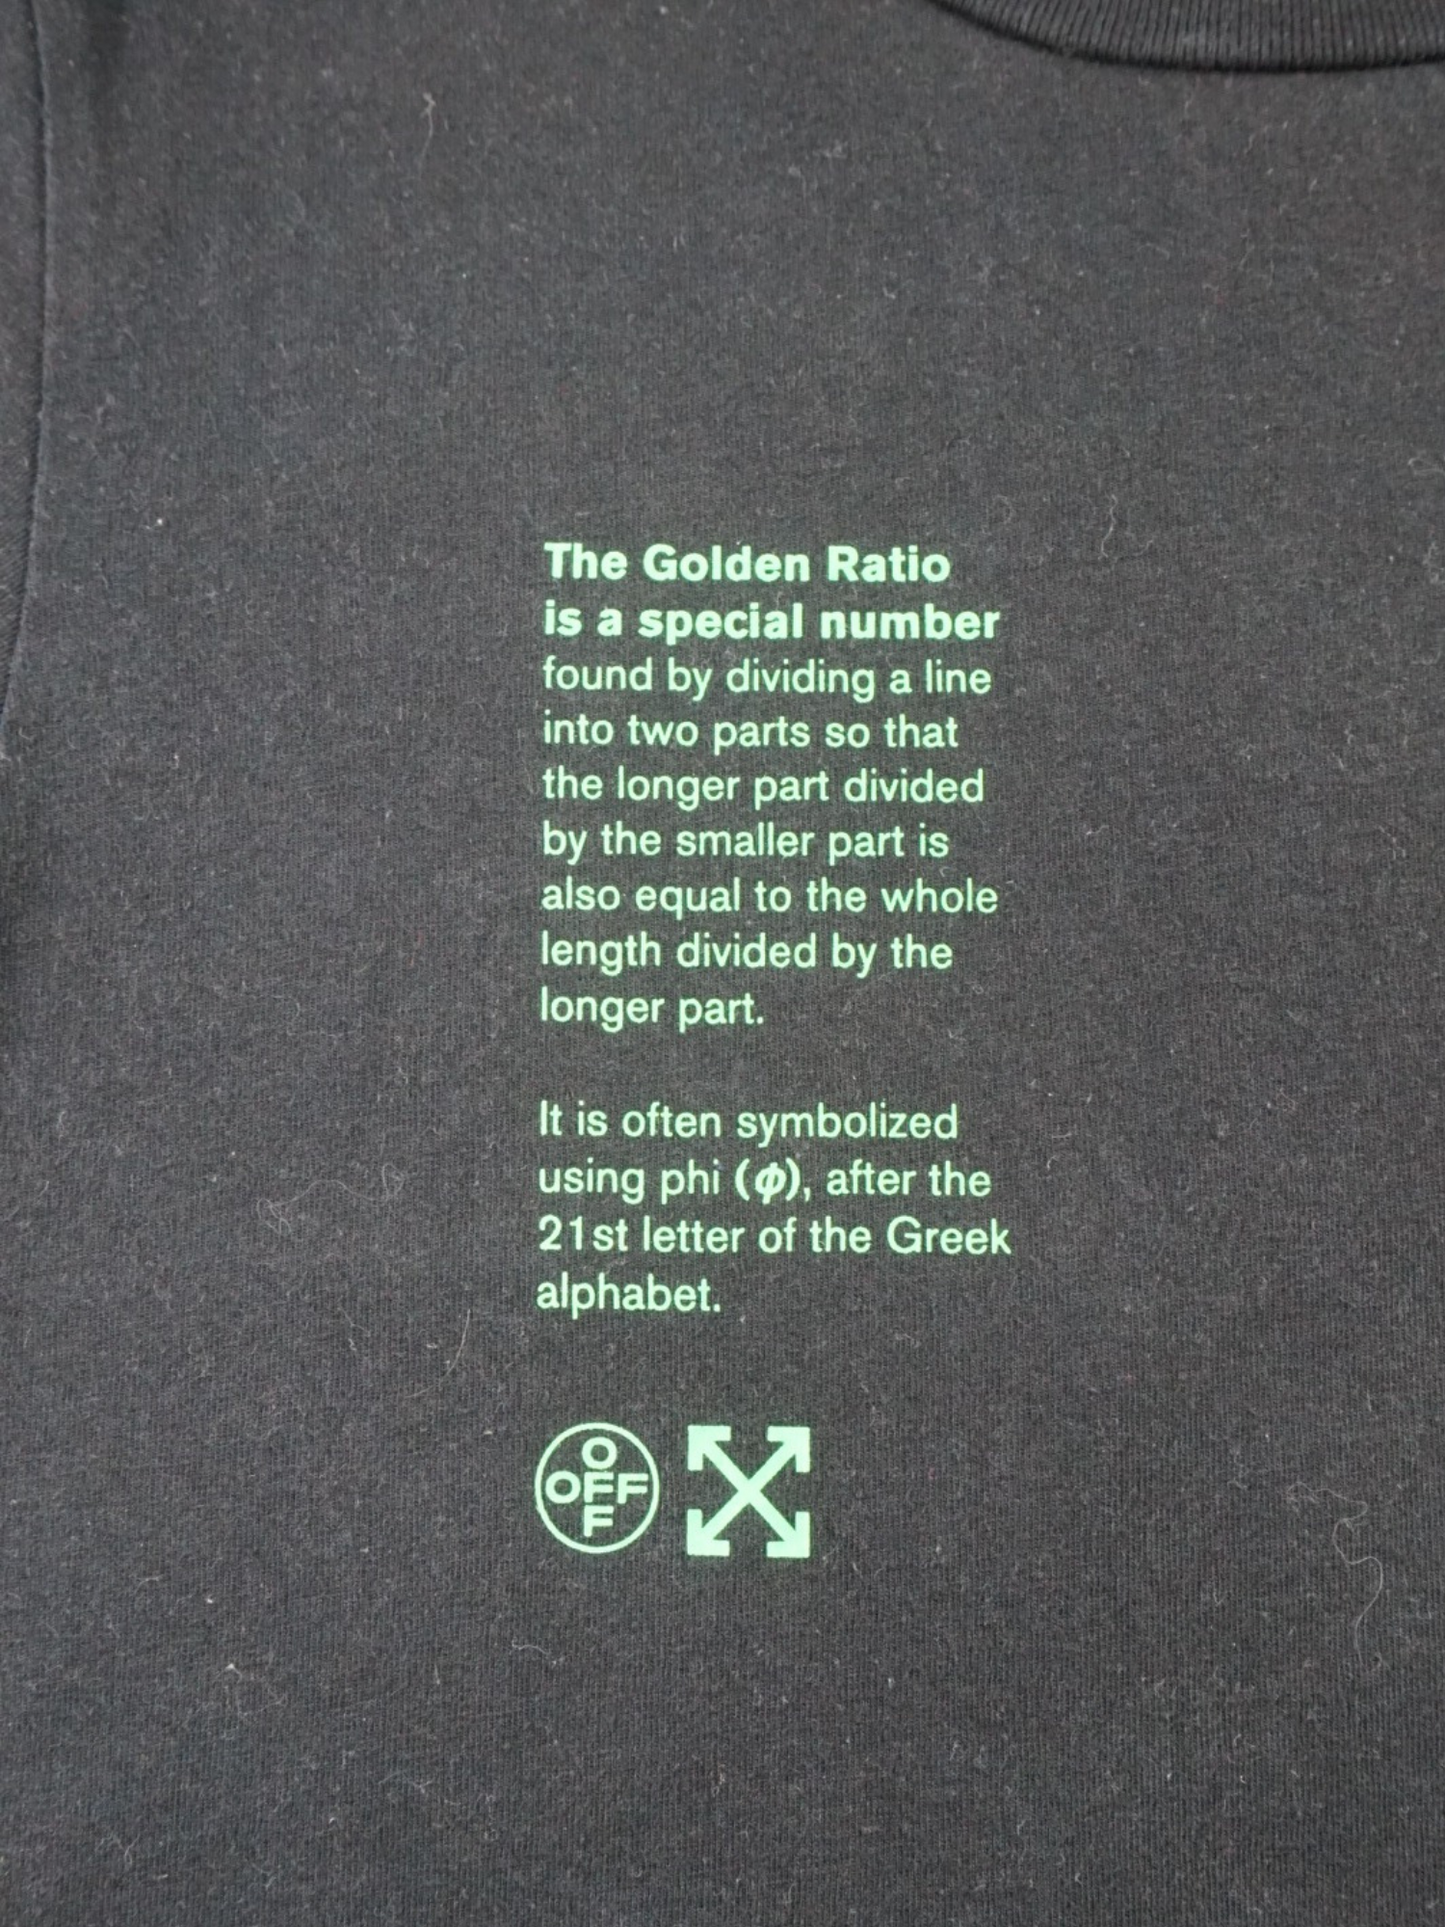 The Golden Ratio
is a special number
found by dividing a line
into two parts so that
the longer part divided
by the smaller part is
also equal to the whole
length divided by the
longer part.
It is often symbolized
using phi (ϕ), after the
21st letter of the Greek
alphabet.
O
OFF
F